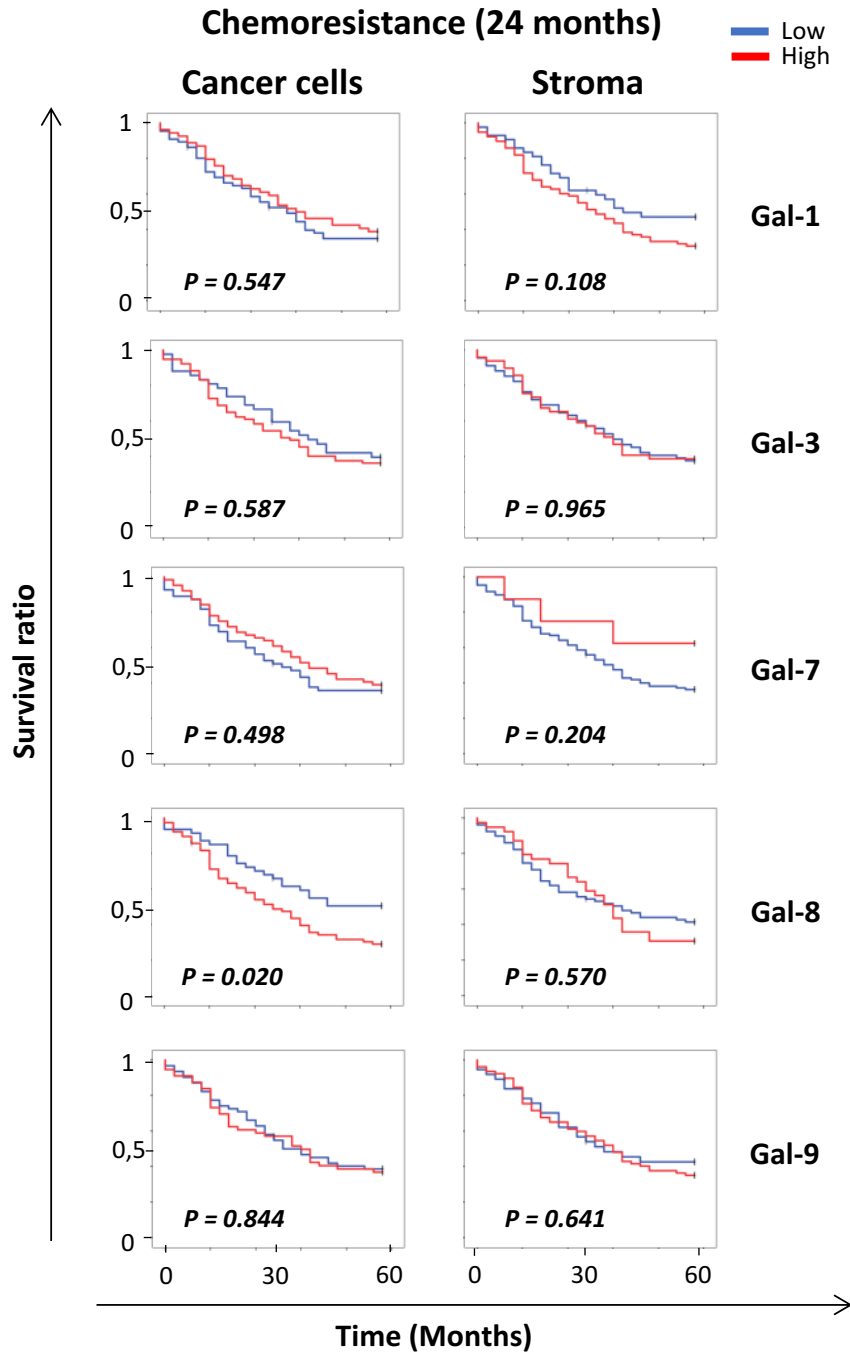 Chemoresistance (24 months)
Low
High
Cancer cells
Stroma
1
0,5
0
P = 0.547
P = 0.108
Gal-1
1
0,5
0
P = 0.587
P = 0.965
Gal-3
1
0,5
0
P = 0.498
P = 0.204
Gal-7
1
0,5
0
P = 0.020
P = 0.570
Gal-8
1
0,5
0
P = 0.844
P = 0.641
Gal-9
0 30 60
0 30 60
Survival ratio
Time (Months)